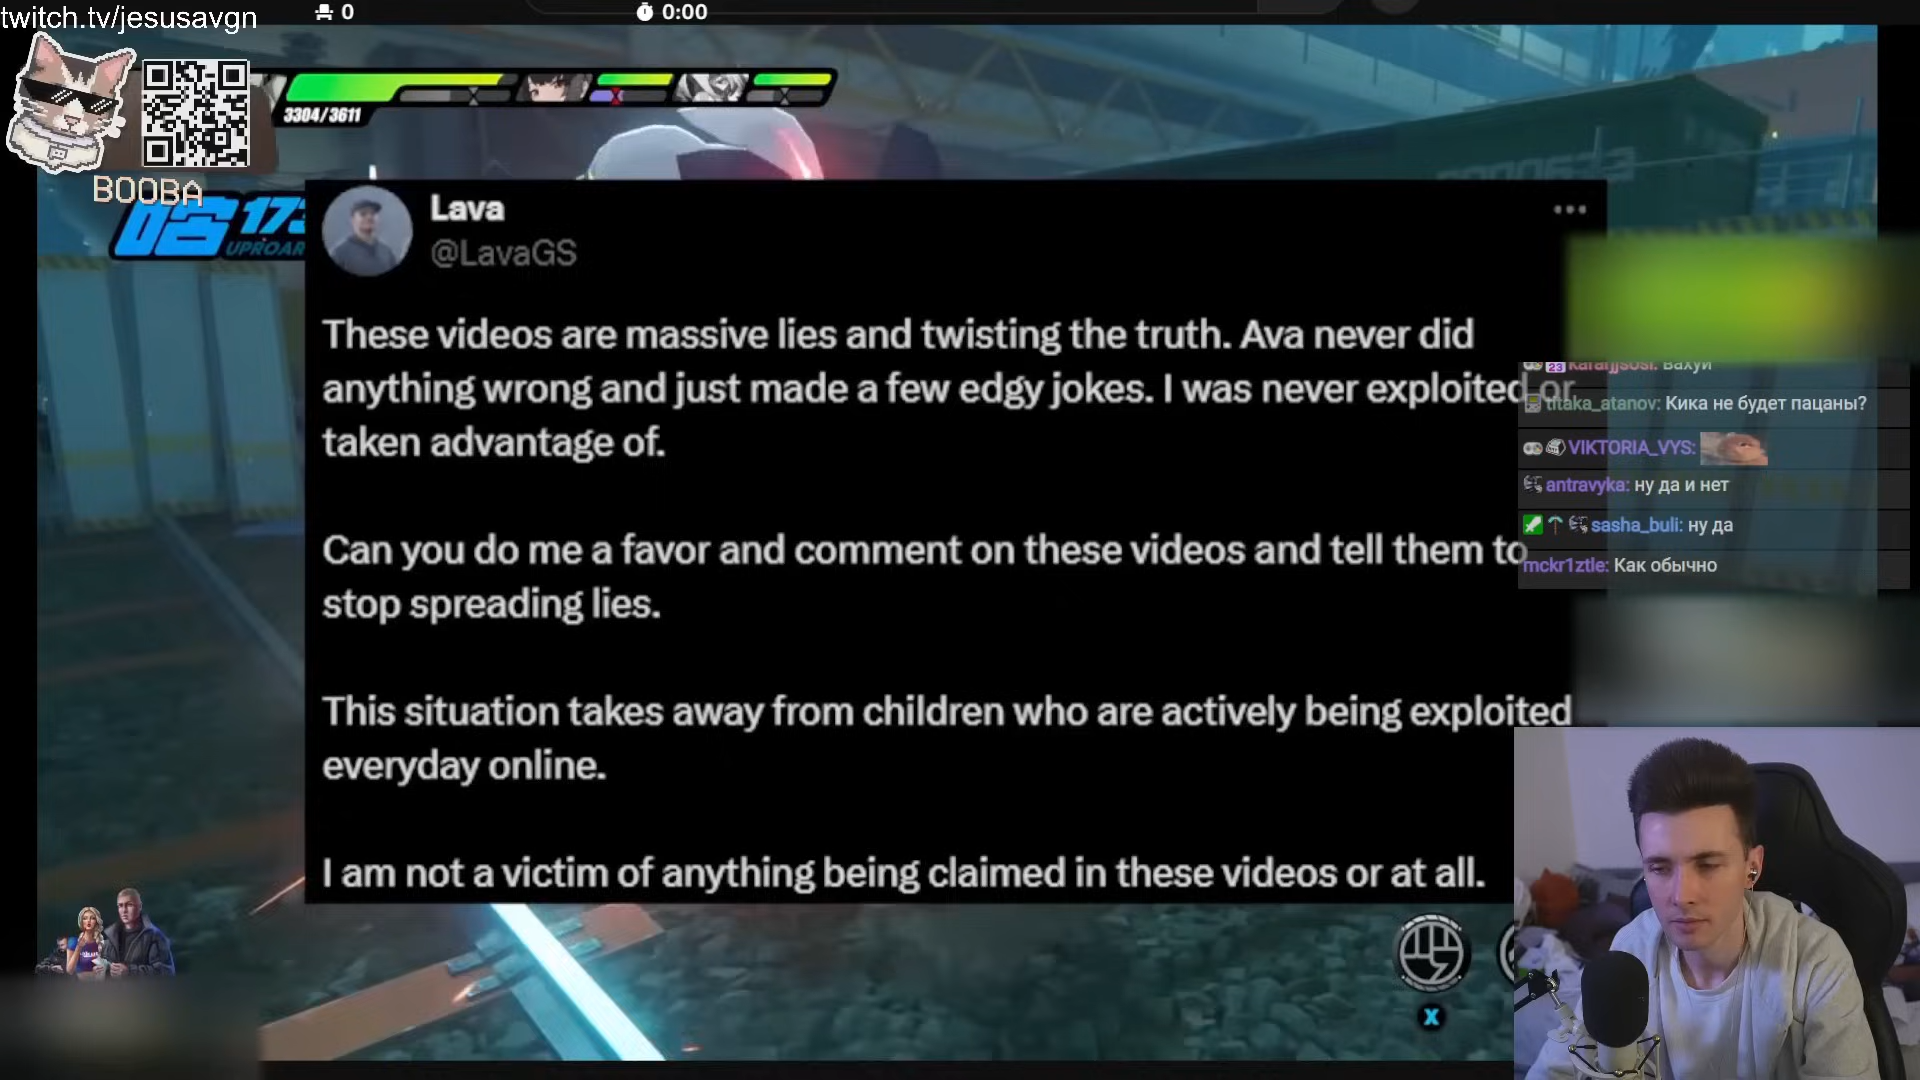 twitch.tv/jesusavgn
0
0:00
3304/3611
BOOBA
UPROAR
Lava
@LavaGS
These videos are massive lies and twisting the truth. Ava never did
anything wrong and just made a few edgy jokes. I was never exploited or
taken advantage of.
Can you do me a favor and comment on these videos and tell them to
stop spreading lies.
This situation takes away from children who are actively being exploited
everyday online.
I am not a victim of anything being claimed in these videos or at all.
23
titaka_atanov: Кика не будет пацаны?
VIKTORIA_VYS:
antravyka: ну да и нет
sasha_buli: ну да
mckr1ztle: Как обычно
X